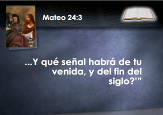 Mateo 24:3
...Y qué señal habrá de tu
venida, y del fin del
siglo?'”